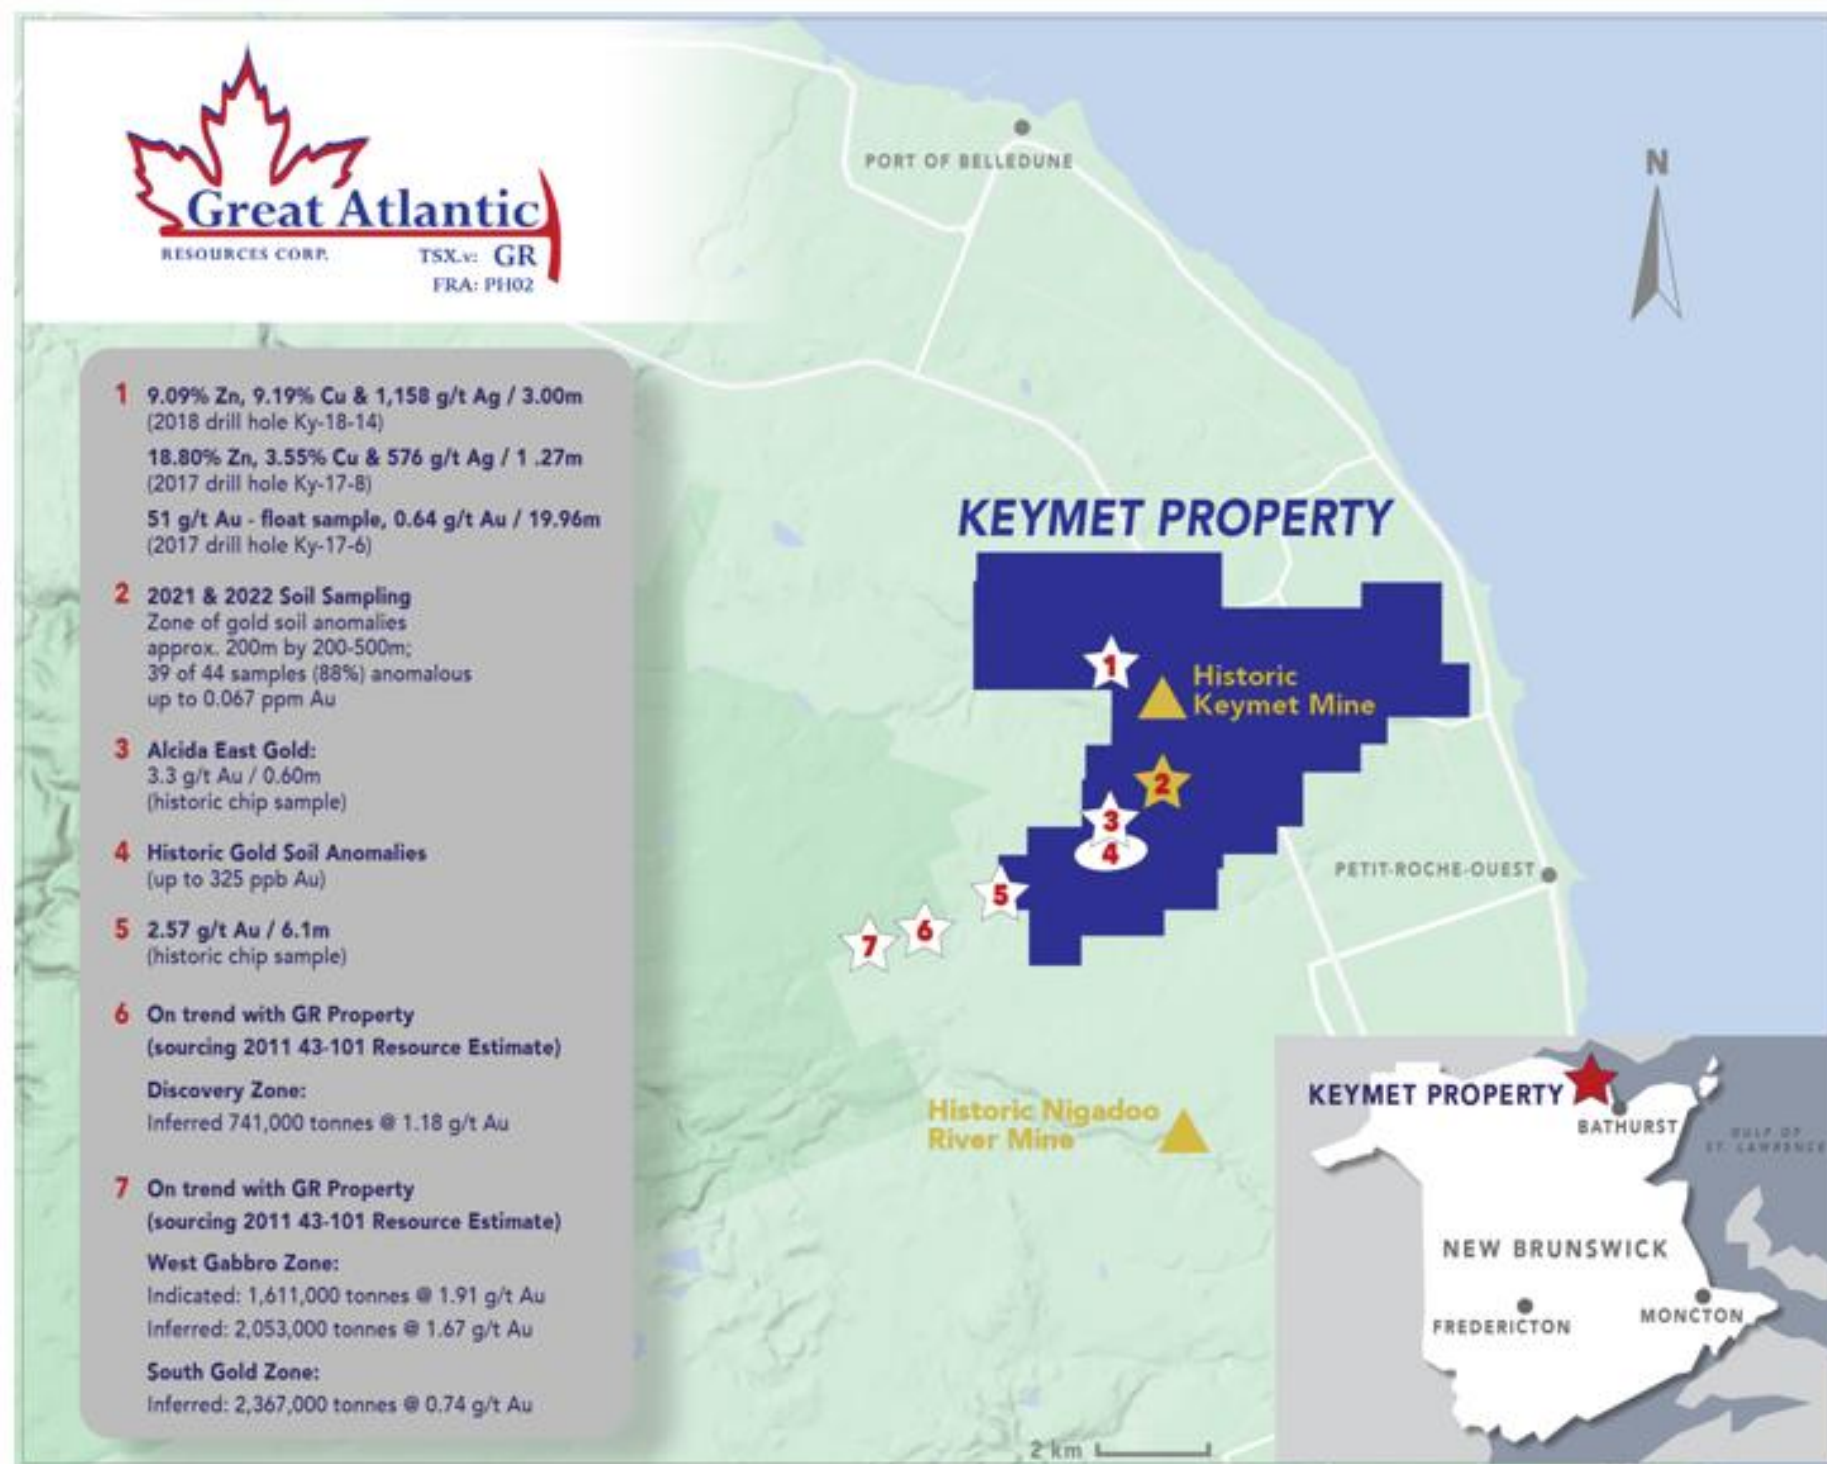 Great Atlantic
RESOURCES CORP.
TSX.v: GR
FRA: PH02
1 9.09% Zn, 9.19% Cu & 1,158 g/t Ag / 3.00m
(2018 drill hole Ky-18-14)
18.80% Zn, 3.55% Cu & 576 g/t Ag / 1 .27m
(2017 drill hole Ky-17-8)
51 g/t Au - float sample, 0.64 g/t Au / 19.96m
(2017 drill hole Ky-17-6)
2 2021 & 2022 Soil Sampling
Zone of gold soil anomalies
approx. 200m by 200-500m;
39 of 44 samples (88%) anomalous
up to 0.067 ppm Au
3 Alcida East Gold:
3.3 g/t Au / 0.60m
(historic chip sample)
4 Historic Gold Soil Anomalies
(up to 325 ppb Au)
5 2.57 g/t Au / 6.1m
(historic chip sample)
6 On trend with GR Property
(sourcing 2011 43-101 Resource Estimate)
Discovery Zone:
Inferred 741,000 tonnes @ 1.18 g/t Au
7 On trend with GR Property
(sourcing 2011 43-101 Resource Estimate)
West Gabbro Zone:
Indicated: 1,611,000 tonnes @ 1.91 g/t Au
Inferred: 2,053,000 tonnes @ 1.67 g/t Au
South Gold Zone:
Inferred: 2,367,000 tonnes @ 0.74 g/t Au
PORT OF BELLEDUNE
N
KEYMET PROPERTY
1
Historic
Keymet Mine
2
3
4
5
6
7
PETIT-ROCHE-OUEST
Historic Nigadoo
River Mine
2 km
KEYMET PROPERTY
BATHURST
GULF OF
ST. LAWRENCE
NEW BRUNSWICK
FREDERICTON
MONCTON